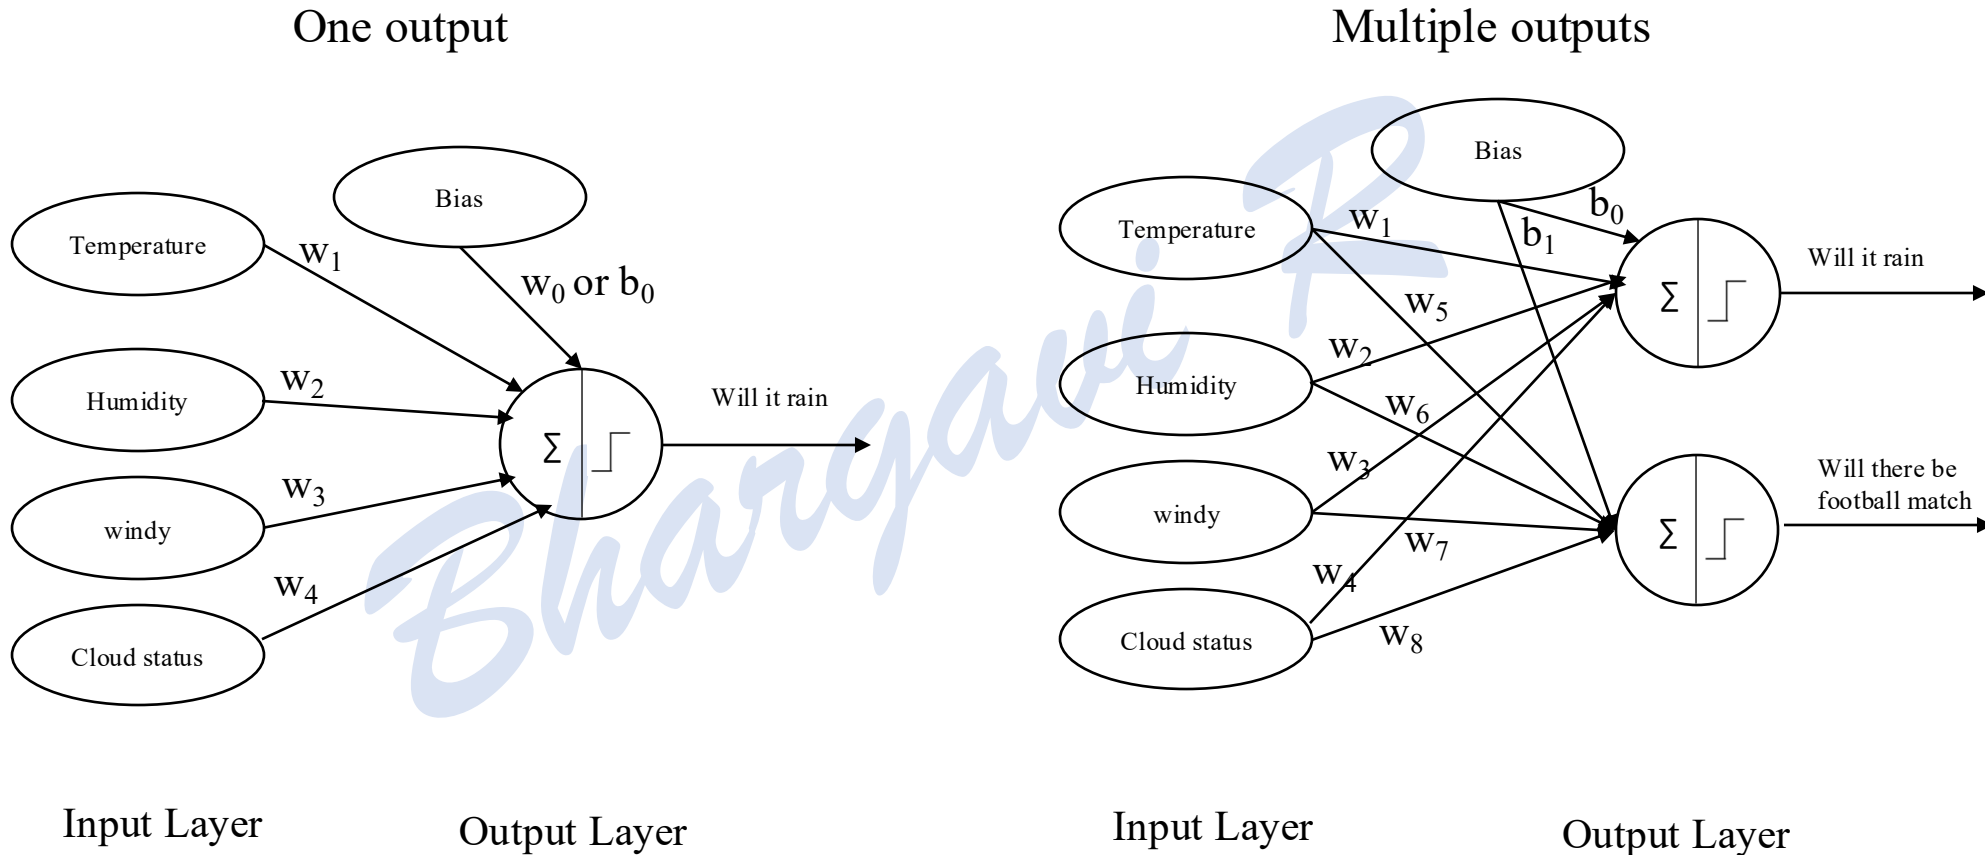 One output
Bias
Temperature
w1
w0 or b0
Humidity
w2
Will it rain
Σ
windy
w3
Cloud status
w4
Input Layer
Output Layer
Multiple outputs
Bias
Temperature
w1
b0
b1
Will it rain
Σ
w5
Humidity
w2
w6
windy
w3
Will there be
football match
Σ
w7
w4
Cloud status
w8
Input Layer
Output Layer
Bhargavi R